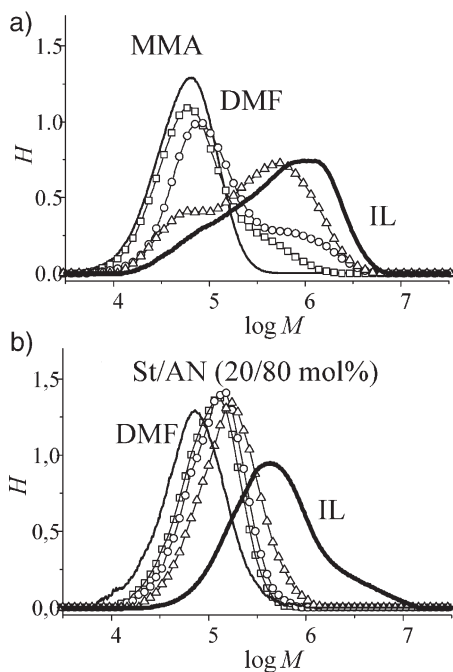 a)
MMA
DMF
IL
1.5
1.0
0.5
0.0
H
4 5 6 7
log M
b)
St/AN (20/80 mol%)
DMF
IL
1,5
1,0
0,5
0,0
H
4 5 6 7
log M